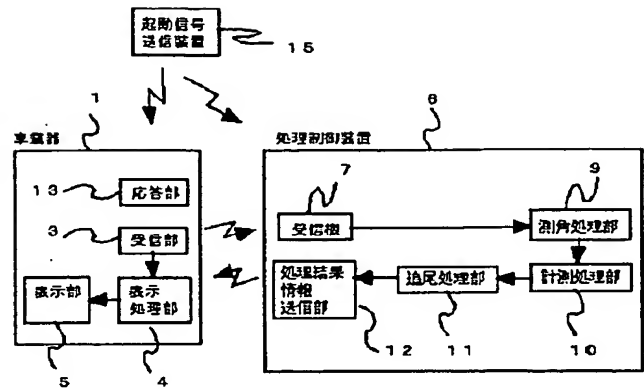 起動信号
送信装置
15
1
6
車載器
処理制御装置
13
応答部
7
9
3
受信部
受信機
測角処理部
表示部
表示
処理部
処理結果
情報
送信部
追尾処理部
計測処理部
5
4
12
11
10